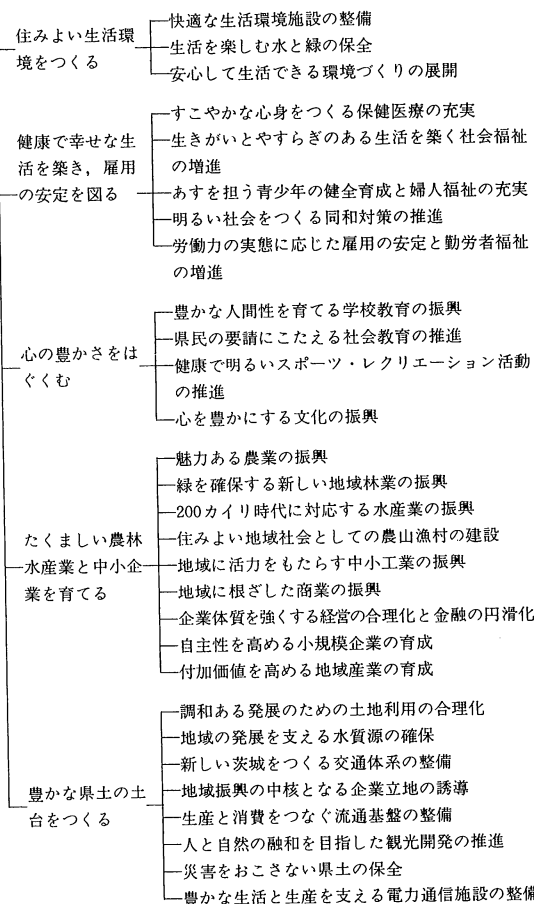 住みよい生活環
境をつくる
快適な生活環境施設の整備
生活を楽しむ水と緑の保全
安心して生活できる環境づくりの展開
健康で幸せな生
活を築き，雇用
の安定を図る
すこやかな心身をつくる保健医療の充実
生きがいとやすらぎのある生活を築く社会福祉
の増進
あすを担う青少年の健全育成と婦人福祉の充実
明るい社会をつくる同和対策の推進
労働力の実態に応じた雇用の安定と勤労者福祉
の増進
心の豊かさをは
ぐくむ
豊かな人間性を育てる学校教育の振興
県民の要請にこたえる社会教育の推進
健康で明るいスポーツ・レクリエーション活動
の推進
心を豊かにする文化の振興
たくましい農林
水産業と中小企
業を育てる
魅力ある農業の振興
緑を確保する新しい地域林業の振興
200カイリ時代に対応する水産業の振興
住みよい地域社会としての農山漁村の建設
地域に活力をもたらす中小工業の振興
地域に根ざした商業の振興
企業体質を強くする経営の合理化と金融の円滑化
自主性を高める小規模企業の育成
付加価値を高める地域産業の育成
豊かな県土の土
台をつくる
調和ある発展のための土地利用の合理化
地域の発展を支える水質源の確保
新しい茨城をつくる交通体系の整備
地域振興の中核となる企業立地の誘導
生産と消費をつなぐ流通基盤の整備
人と自然の融和を目指した観光開発の推進
災害をおこさない県土の保全
豊かな生活と生産を支える電力通信施設の整備